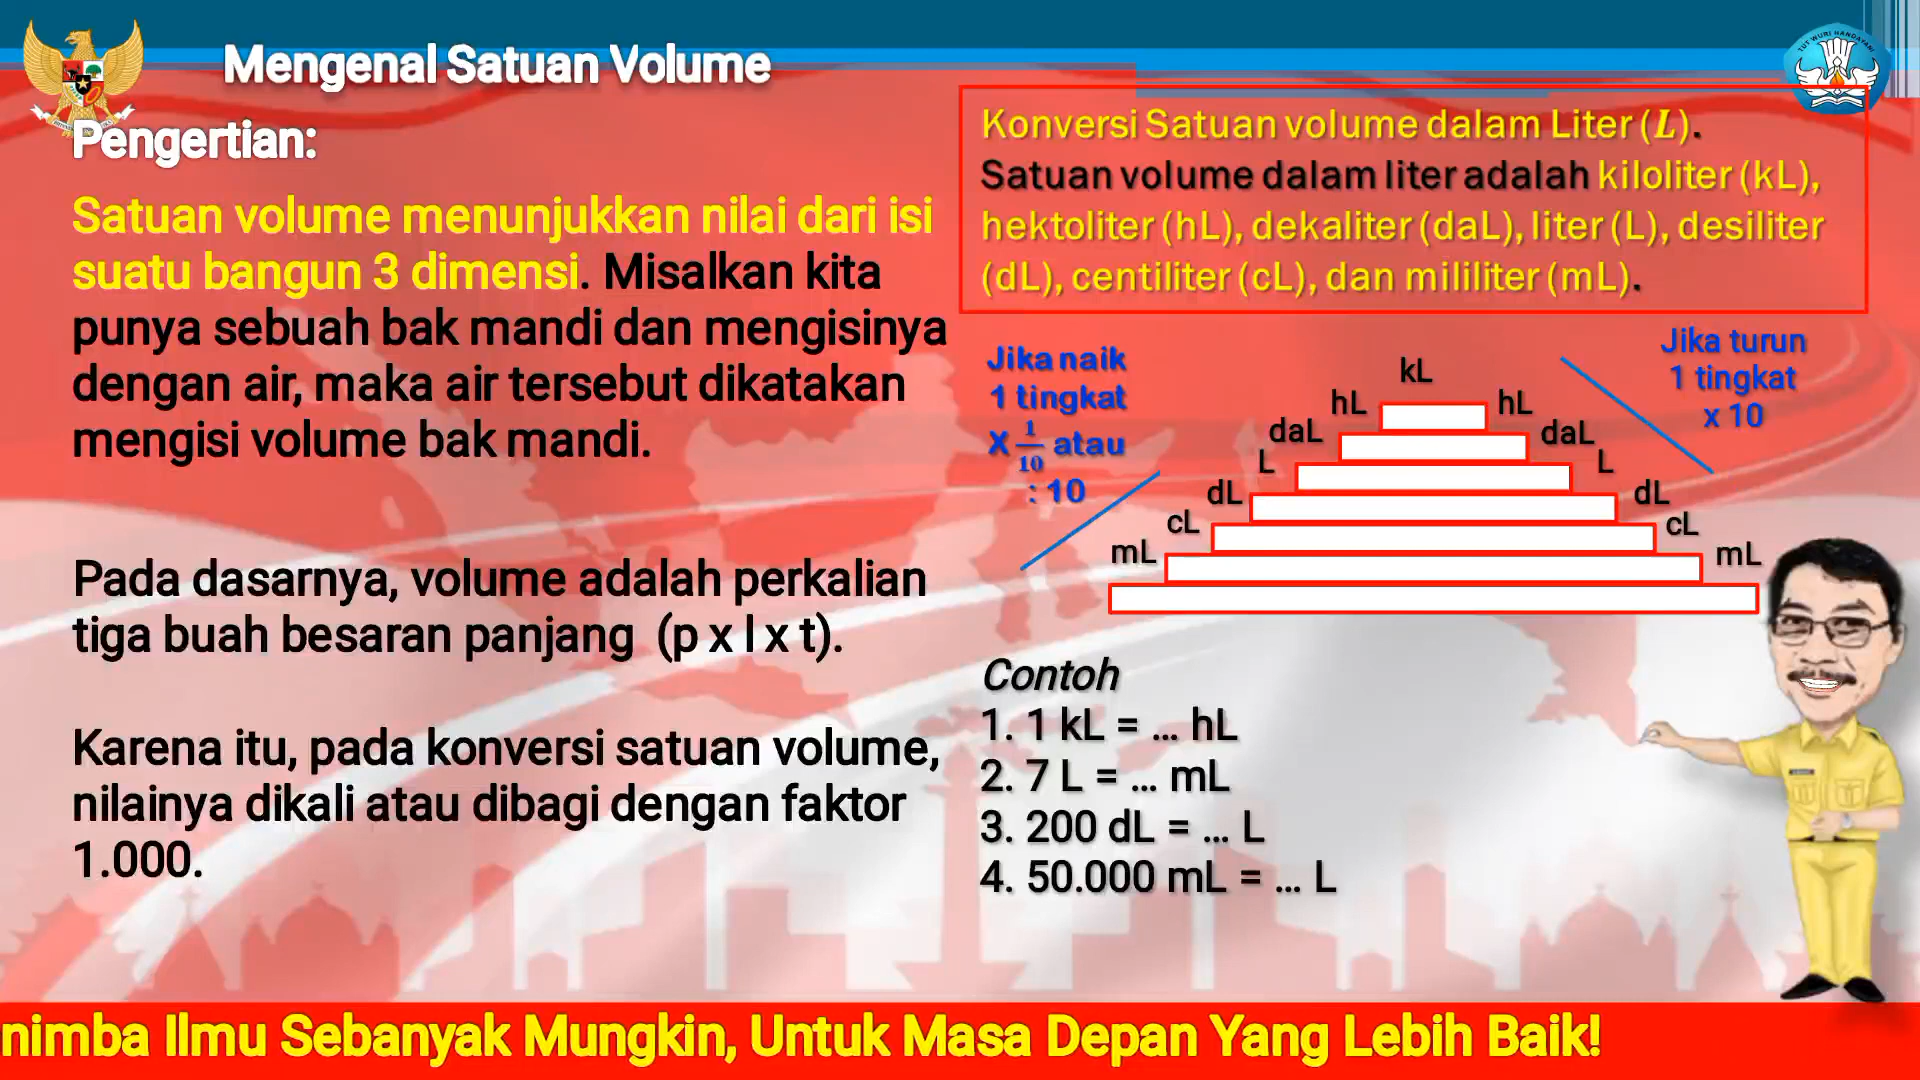 Mengenal Satuan Volume
Pengertian:
Satuan volume menunjukkan nilai dari isi
suatu bangun 3 dimensi. Misalkan kita
punya sebuah bak mandi dan mengisinya
dengan air, maka air tersebut dikatakan
mengisi volume bak mandi.
Pada dasarnya, volume adalah perkalian
tiga buah besaran panjang (p x l x t).
Karena itu, pada konversi satuan volume,
nilainya dikali atau dibagi dengan faktor
1.000.
TUT WURI HANDAYANI
Konversi Satuan volume dalam Liter (L).
Satuan volume dalam liter adalah kiloliter (kL),
hektoliter (hL), dekaliter (daL), liter (L), desiliter
(dL), centiliter (cL), dan mililiter (mL).
Jika naik
1 tingkat
X 1/10 atau
: 10
kL
hL hL
daL daL
L L
dL dL
cL cL
mL mL
Jika turun
1 tingkat
x 10
Contoh
1. 1 kL = ... hL
2. 7 L = ... mL
3. 200 dL = ... L
4. 50.000 mL = ... L
nimba Ilmu Sebanyak Mungkin, Untuk Masa Depan Yang Lebih Baik!